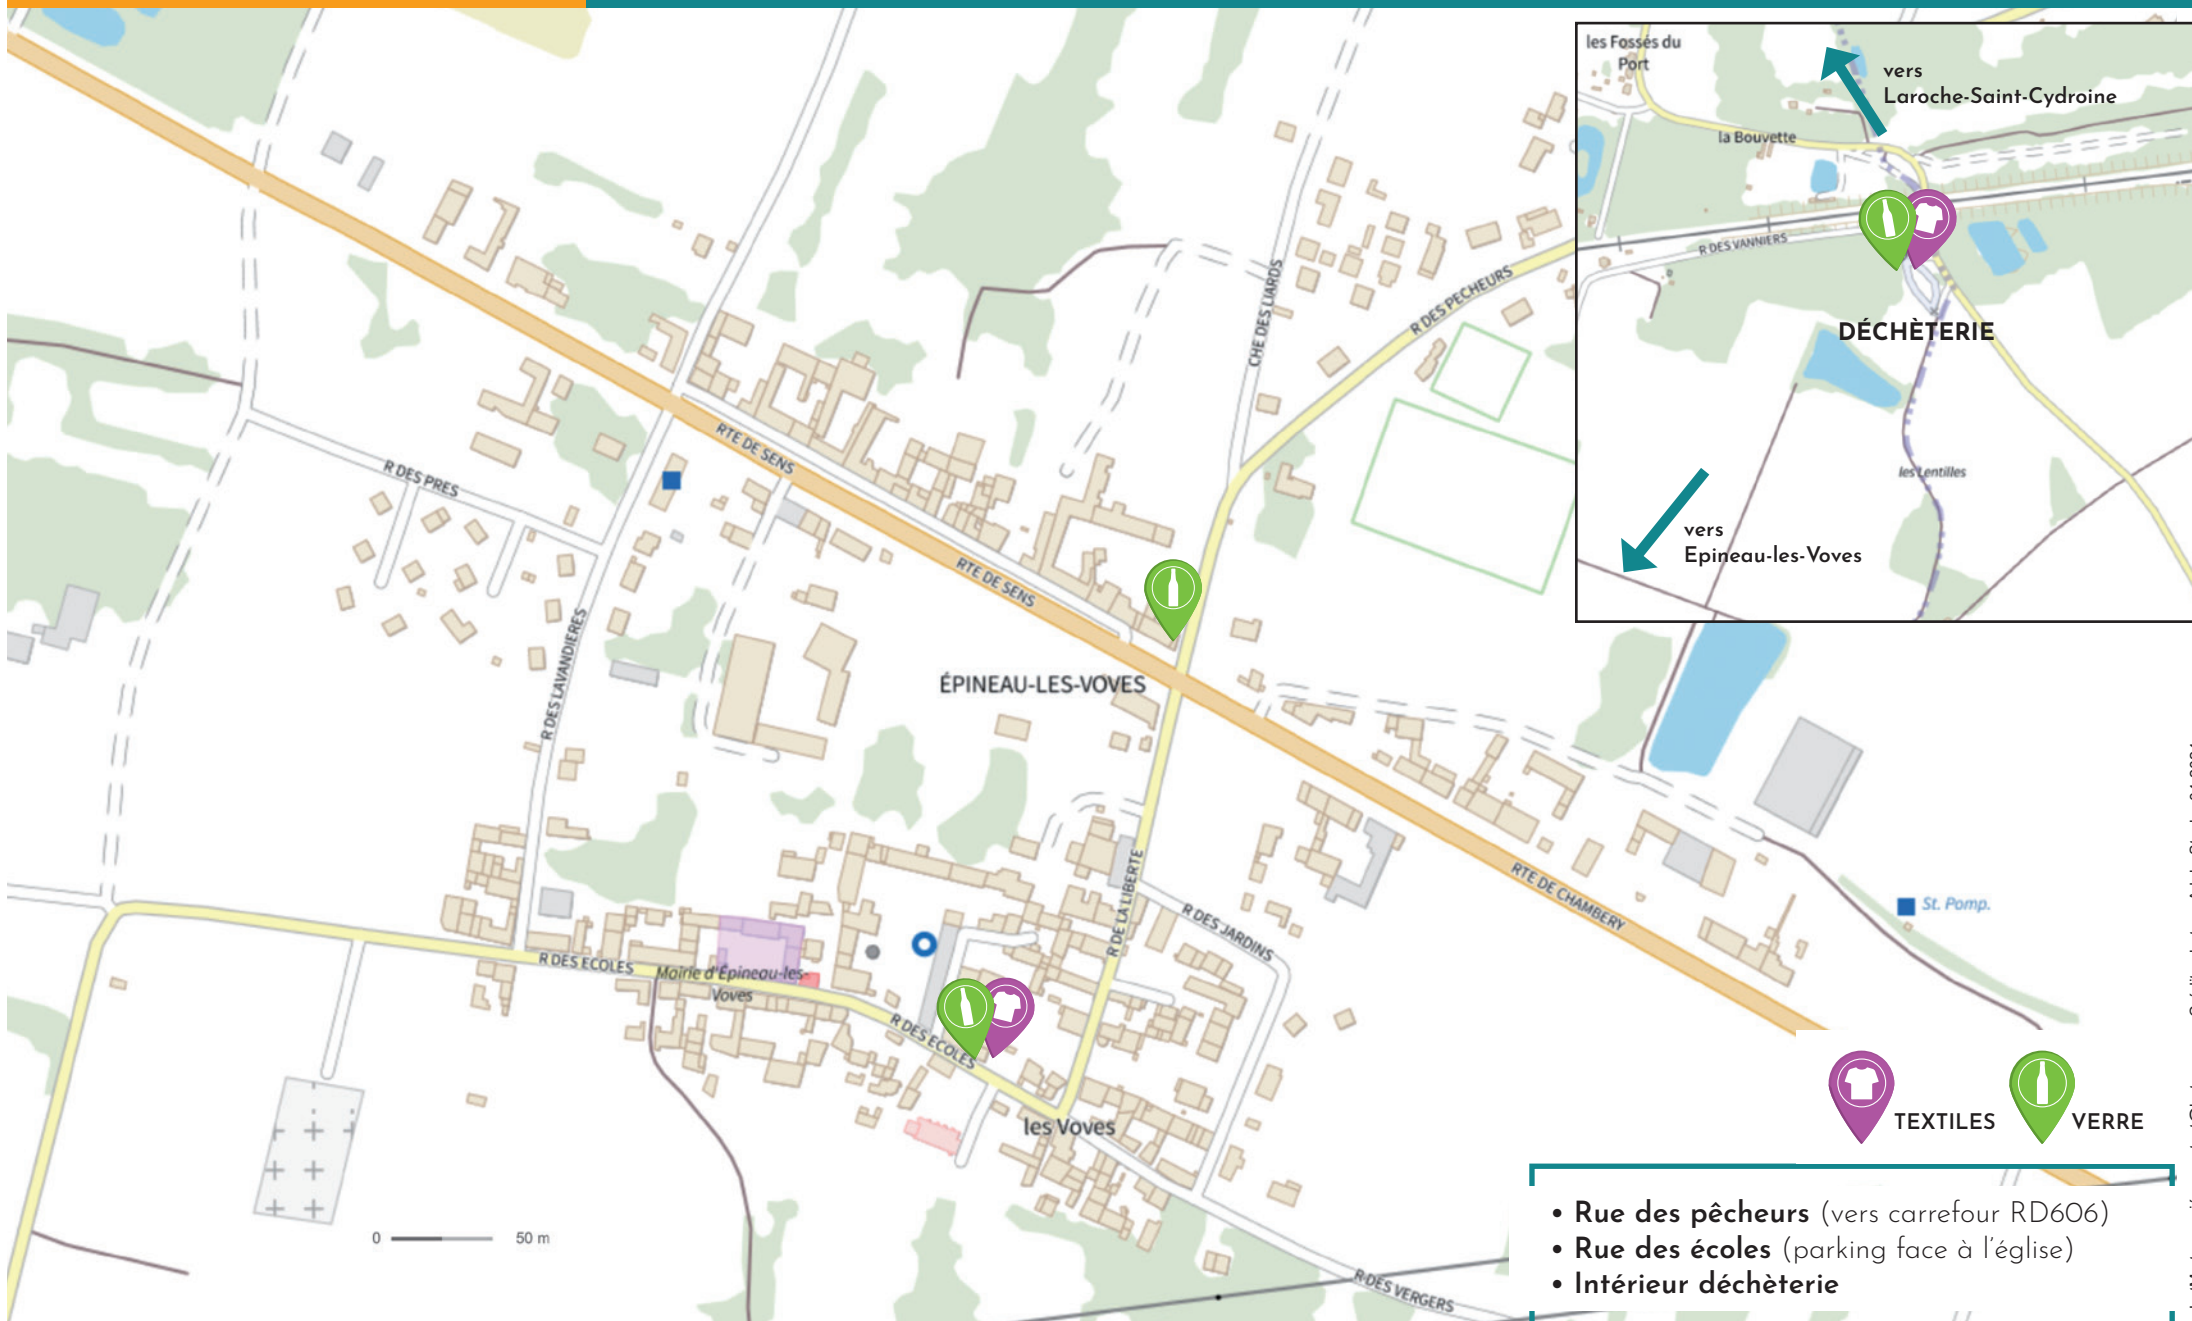 les Fossés du
Port
vers
Laroche-Saint-Cydroine
la Bouvette
R DES VANNIERS
DÉCHÈTERIE
les Lentilles
vers
Epineau-les-Voves
CHE DES LIARDS
R DES PECHEURS
RTE DE SENS
R DES PRES
RTE DE SENS
R DES LAVANDIERES
ÉPINEAU-LES-VOVES
R DE LA LIBERTE
RTE DE CHAMBERY
St. Pomp.
R DES JARDINS
R DES ECOLES
Mairie d'Épineau-les-
Voves
R DES ECOLES
les Voves
0 50 m
R DES VERGERS
TEXTILES
VERRE
• Rue des pêcheurs (vers carrefour RD606)
• Rue des écoles (parking face à l'église)
• Intérieur déchèterie